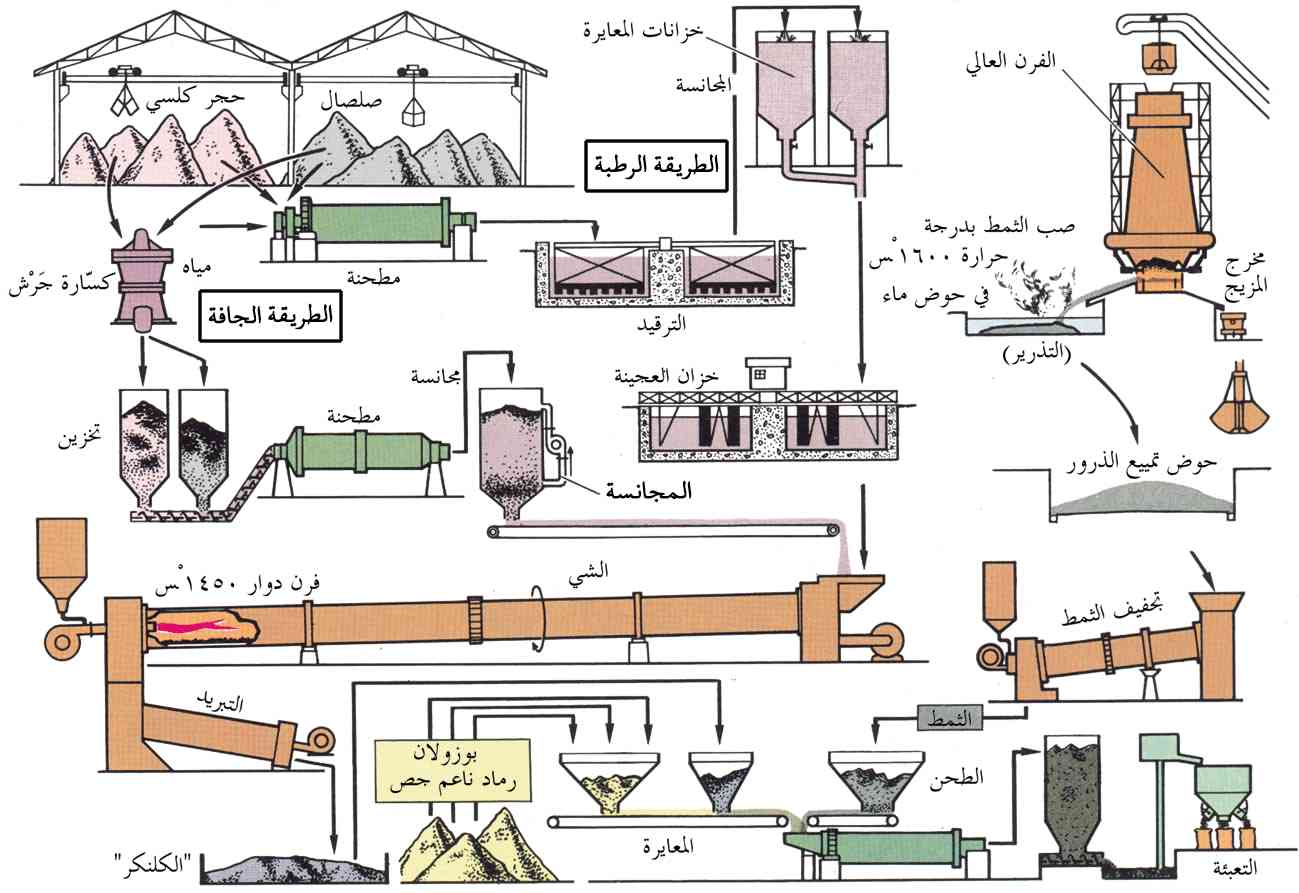 خزانات المعايرة
المجانسة
الفرن العالي
حجر كلسي
صلصال
الطريقة الرطبة
صب الثمط بدرجة
حرارة ١٦٠٠ ْس
في حوض ماء
(التذرير)
مخرج
المزيج
مياه
كسّارة جَرْش
مطحنة
الترقيد
الطريقة الجافة
مجانسة
خزان العجينة
مطحنة
تخزين
المجانسة
حوض تمييع الذرور
الشي
فرن دوار ١٤٥٠ ْس
تجفيف الثمط
التبريد
الثمط
بوزولان
رماد ناعم جص
الطحن
المعايرة
"الكلنكر"
التعبئة